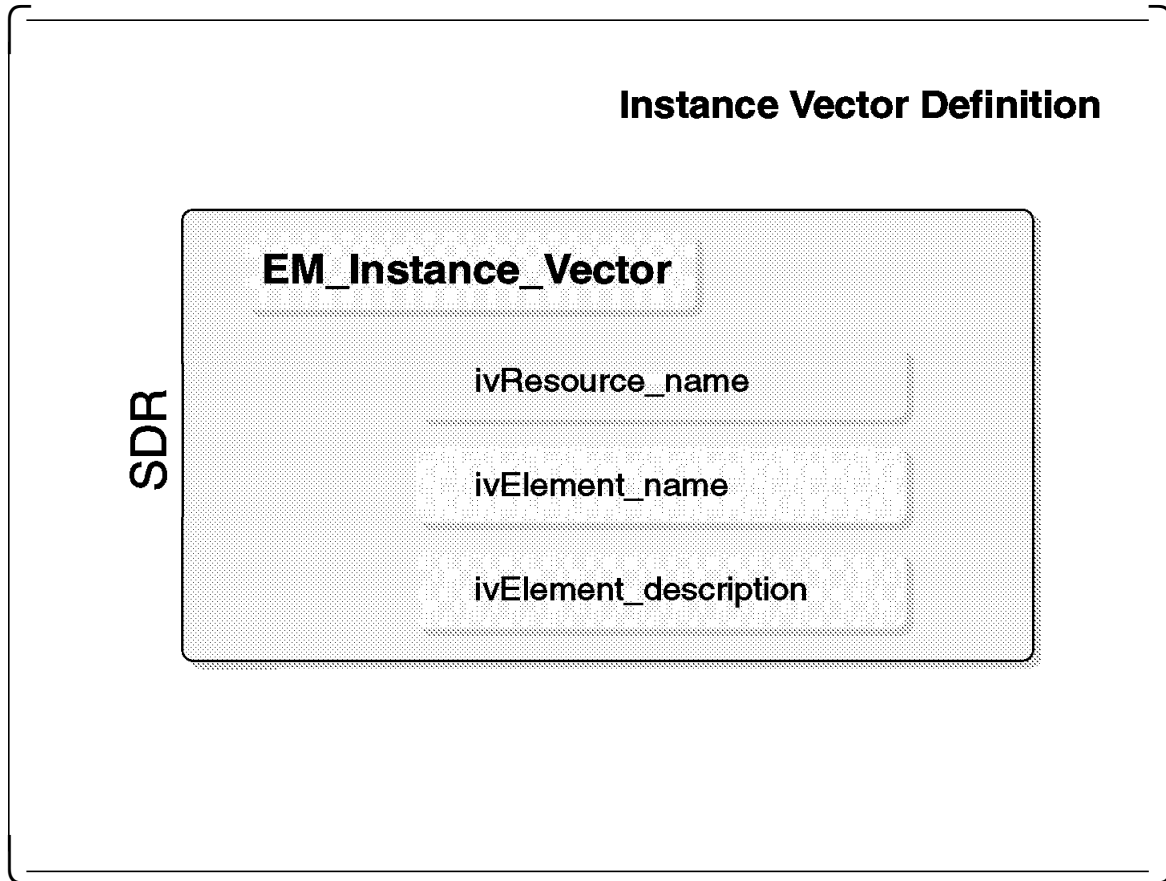 Instance Vector Definition
EM_Instance_Vector
SDR
ivResource_name
ivElement_name
ivElement_description